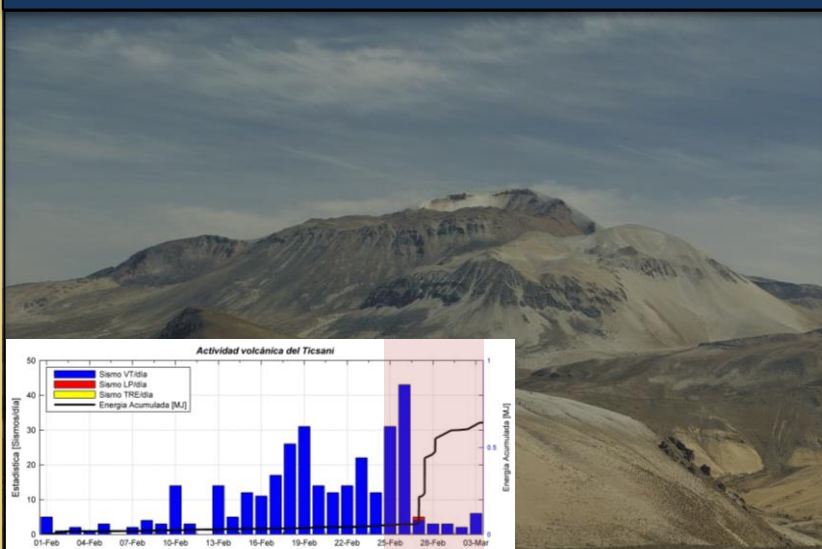 Actividad volcánica del Ticsani
50
40
30
20
10
0
Estadística [Sismos/día]
Sismo VT/día
Sismo LP/día
Sismo TRE/día
Energia Acumulada [MJ]
1
0.5
0
Energía Acumulada [MJ]
01-Feb 04-Feb 07-Feb 10-Feb 13-Feb 16-Feb 19-Feb 22-Feb 25-Feb 28-Feb 03-Mar